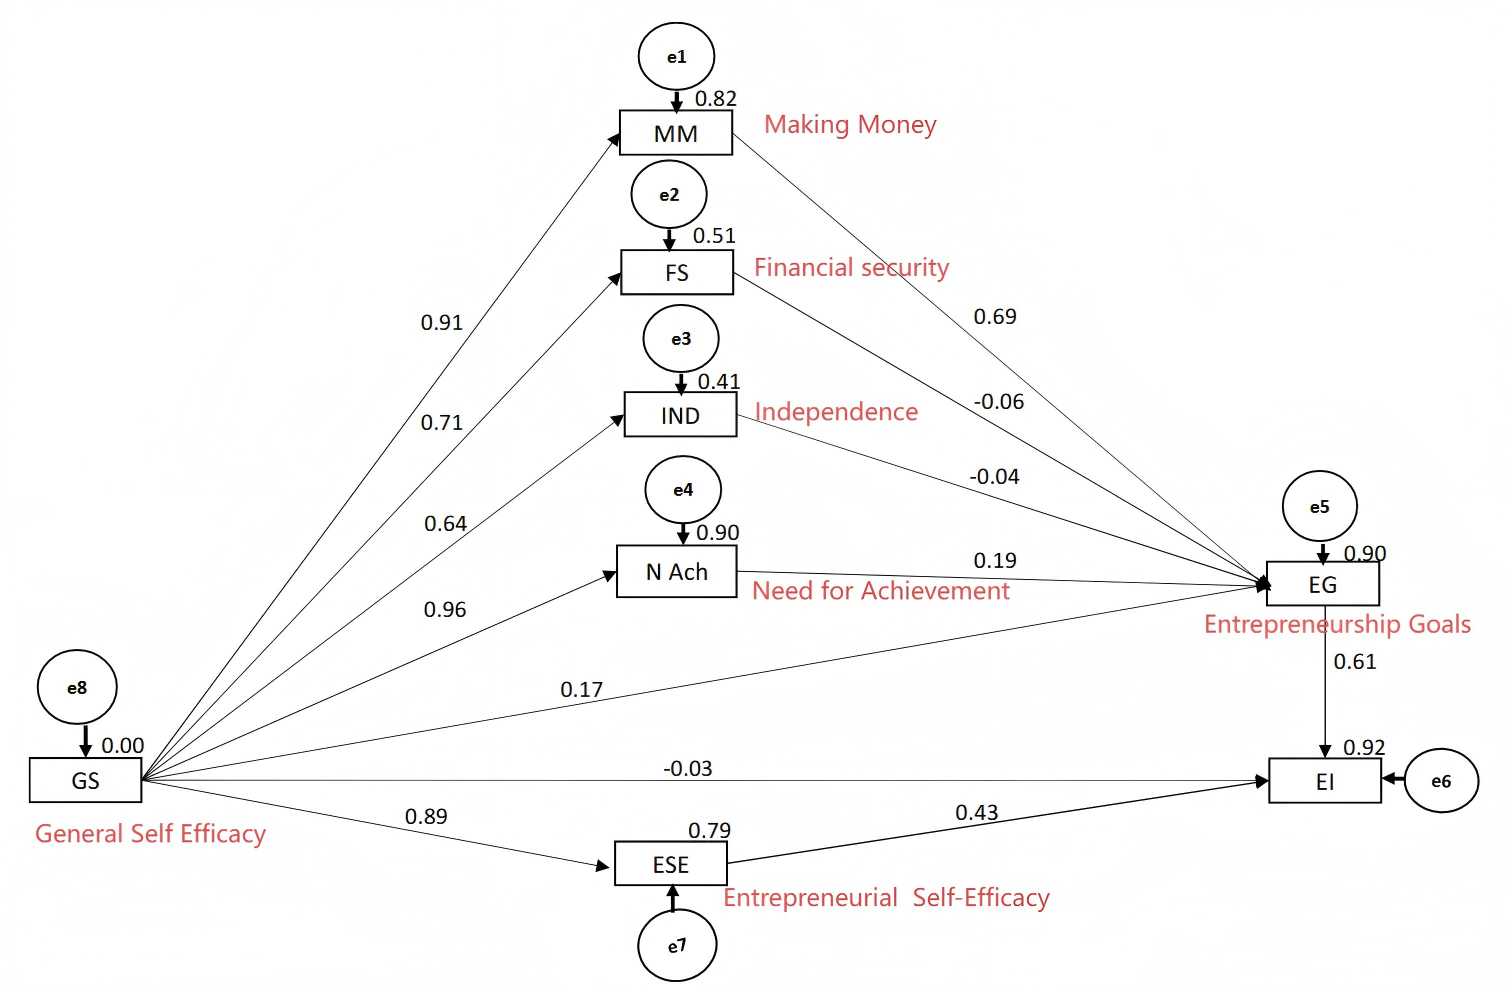 e1
0.82
MM
Making Money
e2
0.51
FS
Financial security
0.91
0.69
e3
0.41
IND
Independence
0.71
-0.06
e4
0.90
N Ach
Need for Achievement
0.64
-0.04
0.96
0.19
e5
0.90
EG
Entrepreneurship Goals
0.61
0.17
e8
0.00
GS
General Self Efficacy
-0.03
0.92
EI
e6
0.89
0.43
0.79
ESE
Entrepreneurial Self-Efficacy
e7